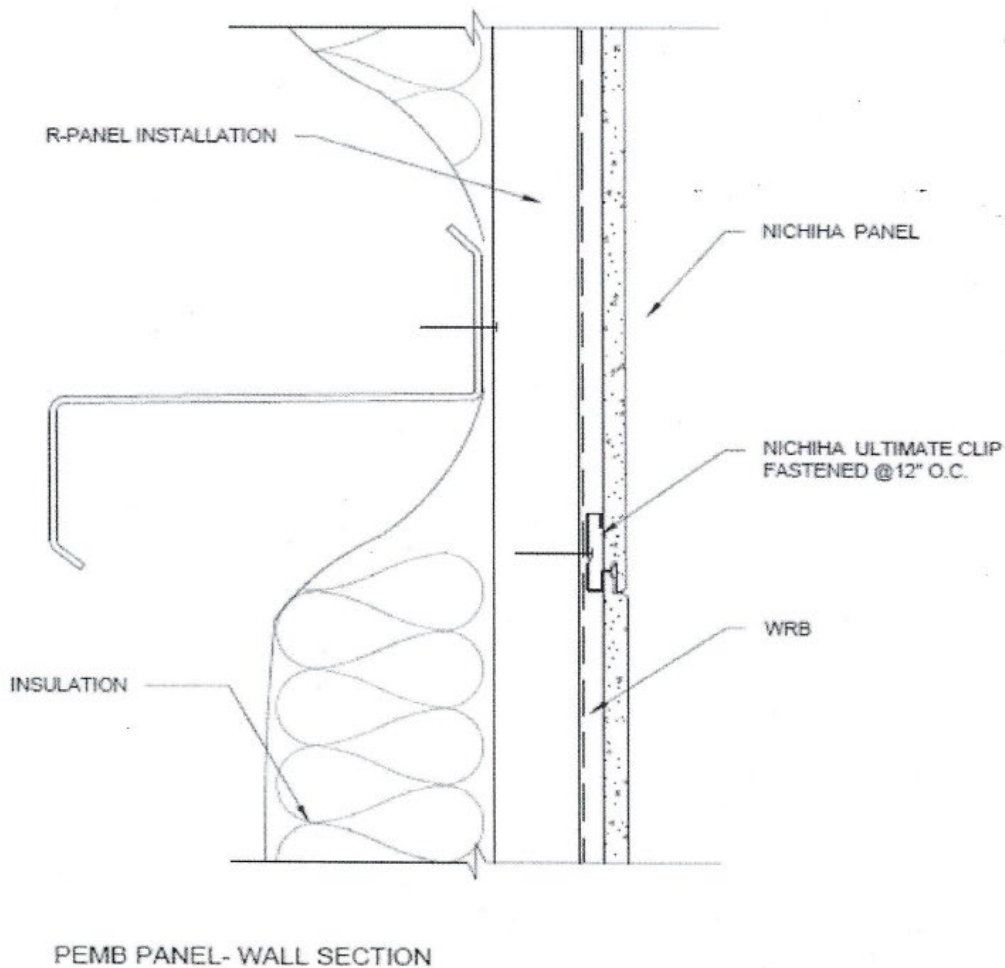 R-PANEL INSTALLATION
NICHIHA PANEL
NICHIHA ULTIMATE CLIP
FASTENED @12" O.C.
WRB
INSULATION
PEMB PANEL- WALL SECTION